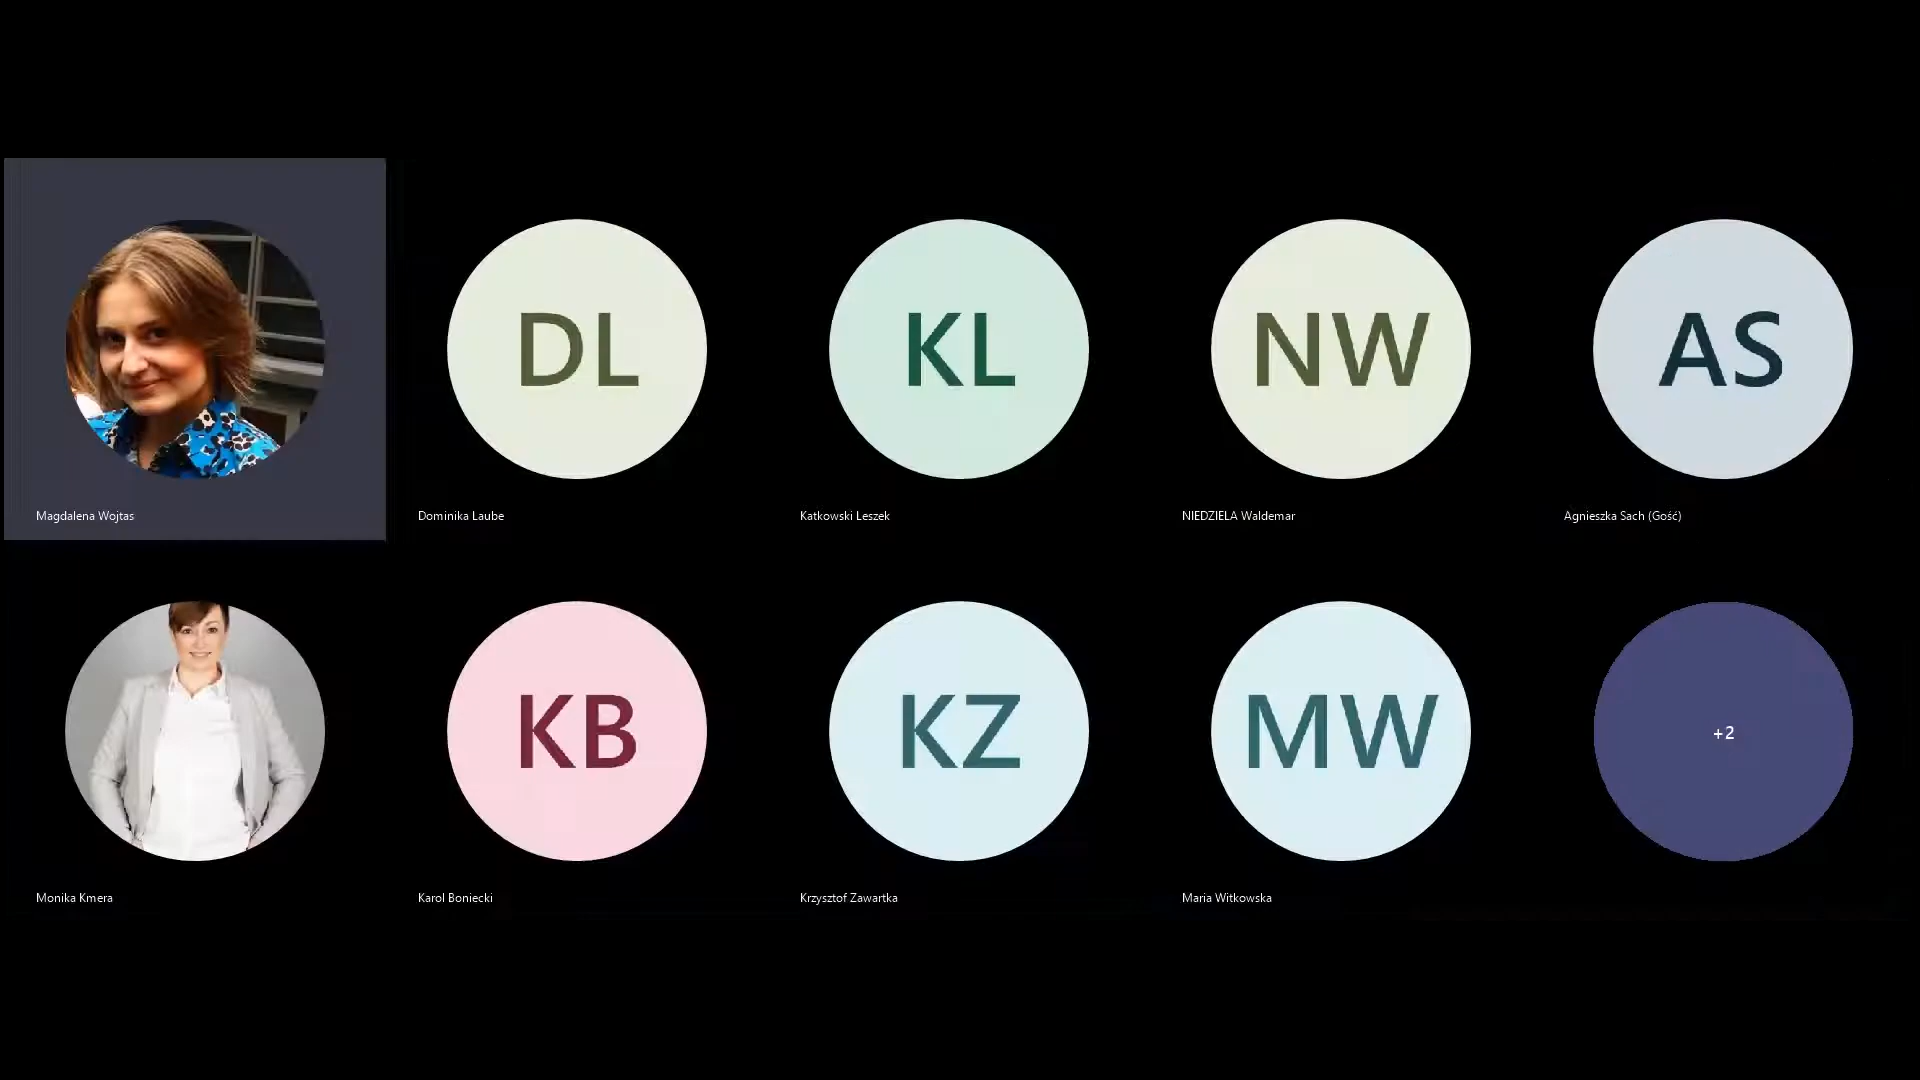 DL
KL
NW
AS
Magdalena Wojtas
Dominika Laube
Katkowski Leszek
NIEDZIELA Waldemar
Agnieszka Sach (Gość)
KB
KZ
MW
+2
Monika Kmera
Karol Boniecki
Krzysztof Zawartka
Maria Witkowska